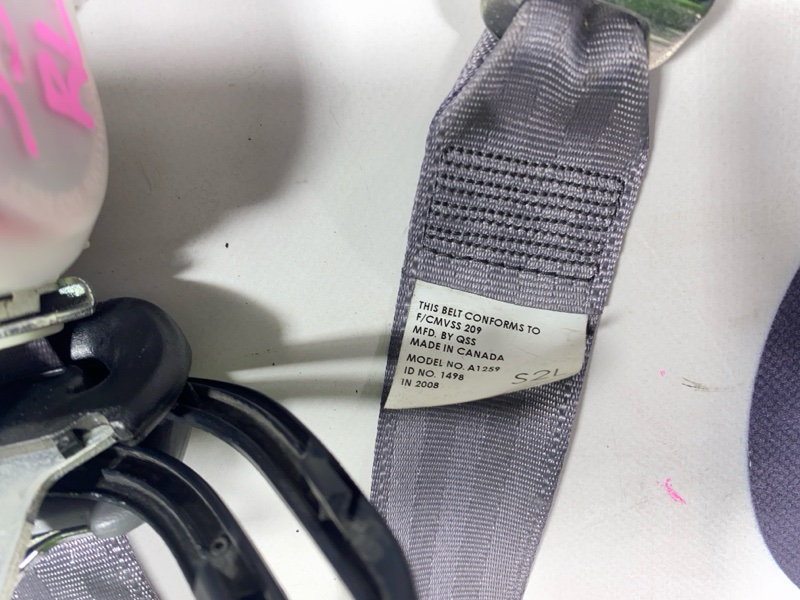 RL
THIS BELT CONFORMS TO
F/CMVSS 209
MFD. BY QSS
MADE IN CANADA
MODEL NO. A1259
ID NO. 1498
IN 2008